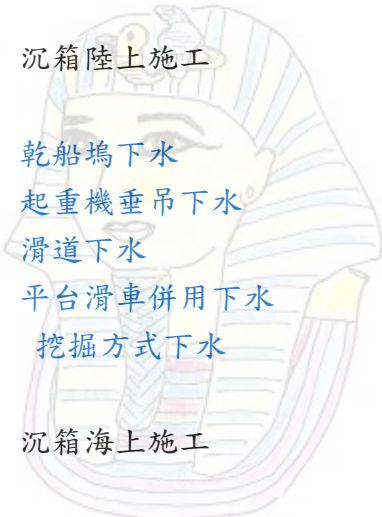 沉箱陸上施工
乾船塢下水
起重機垂吊下水
滑道下水
平台滑車併用下水
挖掘方式下水
沉箱海上施工